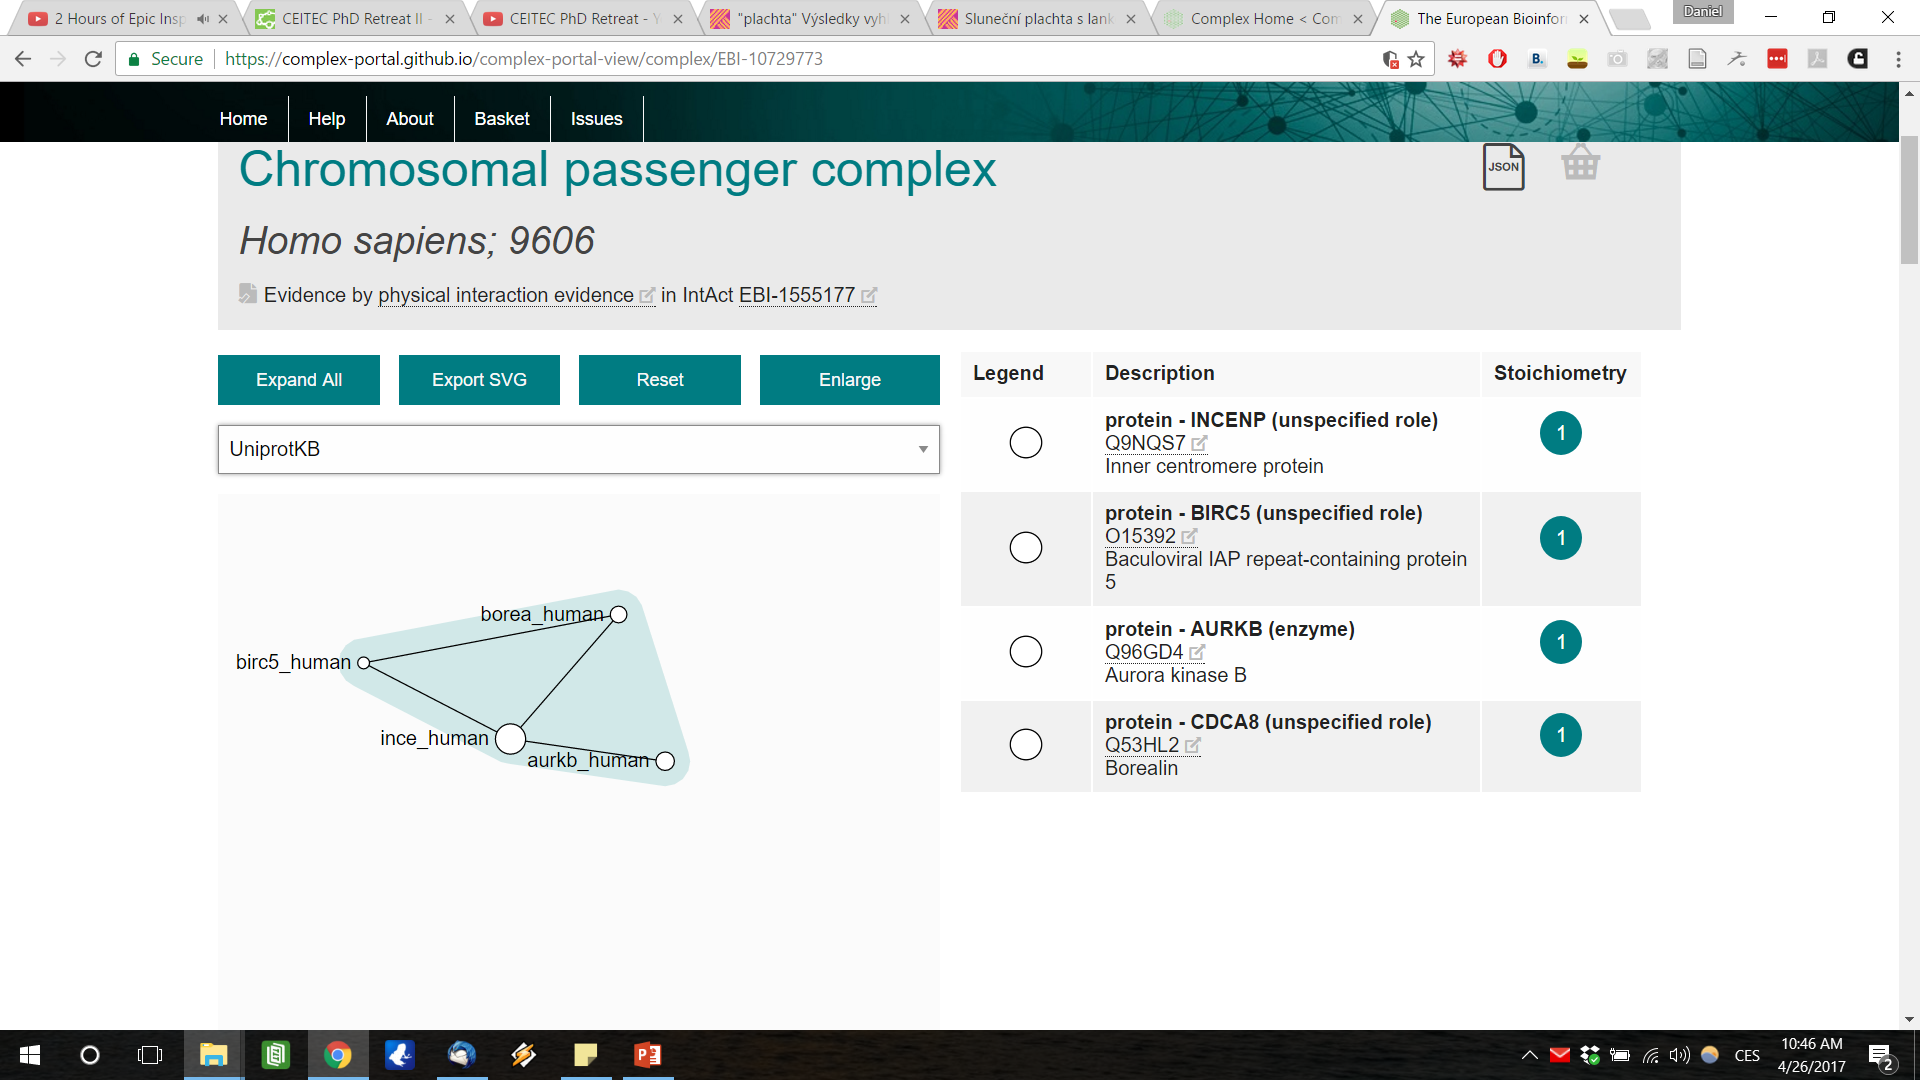 2 Hours of Epic Insp
CEITEC PhD Retreat II -
CEITEC PhD Retreat - Y
"plachta" Výsledky vyh
Sluneční plachta s lank
Complex Home < Com
The European Bioinfor
Daniel
Secure
https://complex-portal.github.io/complex-portal-view/complex/EBI-10729773
Home
Help
About
Basket
Issues
Chromosomal passenger complex
JSON
Homo sapiens; 9606
Evidence by physical interaction evidence in IntAct EBI-1555177
Expand All
Export SVG
Reset
Enlarge
UniprotKB
borea_human
birc5_human
ince_human
aurkb_human
Legend Description Stoichiometry
protein - INCENP (unspecified role)
Q9NQS7
Inner centromere protein
1
protein - BIRC5 (unspecified role)
O15392
Baculoviral IAP repeat-containing protein
5
1
protein - AURKB (enzyme)
Q96GD4
Aurora kinase B
1
protein - CDCA8 (unspecified role)
Q53HL2
Borealin
1
CES
10:46 AM
4/26/2017
2